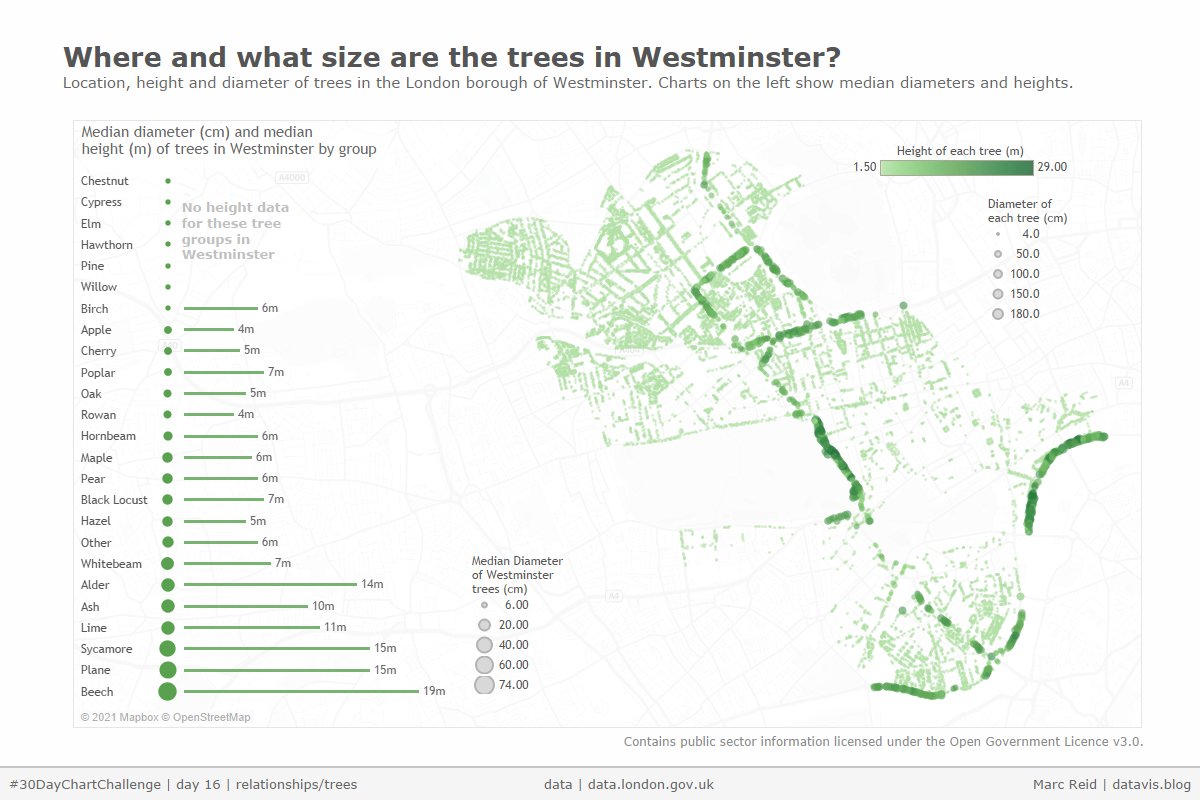 Where and what size are the trees in Westminster?
Location, height and diameter of trees in the London borough of Westminster. Charts on the left show median diameters and heights.
Median diameter (cm) and median
height (m) of trees in Westminster by group
Chestnut
Cypress
Elm
Hawthorn
Pine
Willow
No height data
for these tree
groups in
Westminster
Birch 6m
Apple 4m
Cherry 5m
Poplar 7m
Oak 5m
Rowan 4m
Hornbeam 6m
Maple 6m
Pear 6m
Black Locust 7m
Hazel 5m
Other 6m
Whitebeam 7m
Alder 14m
Ash 10m
Lime 11m
Sycamore 15m
Plane 15m
Beech 19m
© 2021 Mapbox © OpenStreetMap
A4000
A4
A4
Median Diameter
of Westminster
trees (cm)
6.00
20.00
40.00
60.00
74.00
Height of each tree (m)
1.50 29.00
Diameter of
each tree (cm)
4.0
50.0
100.0
150.0
180.0
Contains public sector information licensed under the Open Government Licence v3.0.
#30DayChartChallenge | day 16 | relationships/trees
data | data.london.gov.uk
Marc Reid | datavis.blog